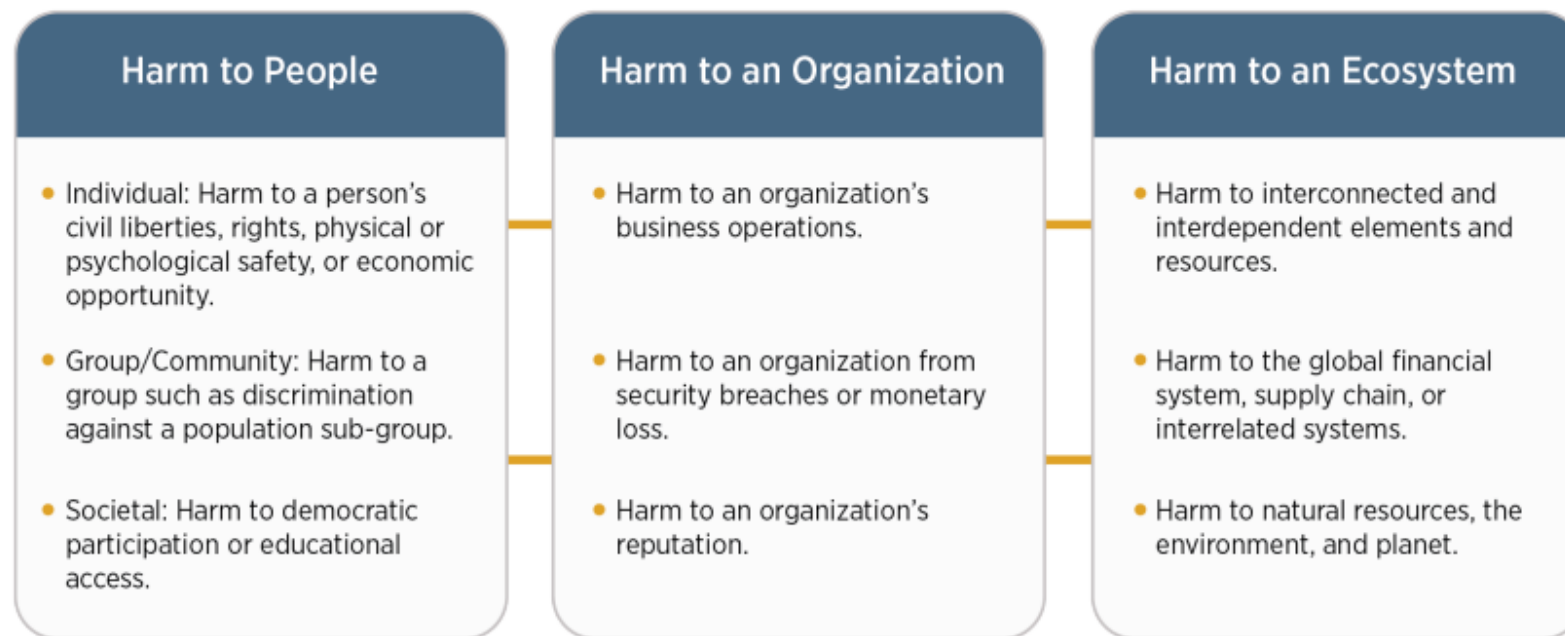 Harm to People
Individual: Harm to a person's
civil liberties, rights, physical or
psychological safety, or economic
opportunity.
Group/Community: Harm to a
group such as discrimination
against a population sub-group.
Societal: Harm to democratic
participation or educational
access.
Harm to an Organization
Harm to an organization's
business operations.
Harm to an organization from
security breaches or monetary
loss.
Harm to an organization's
reputation.
Harm to an Ecosystem
Harm to interconnected and
interdependent elements and
resources.
Harm to the global financial
system, supply chain, or
interrelated systems.
Harm to natural resources, the
environment, and planet.